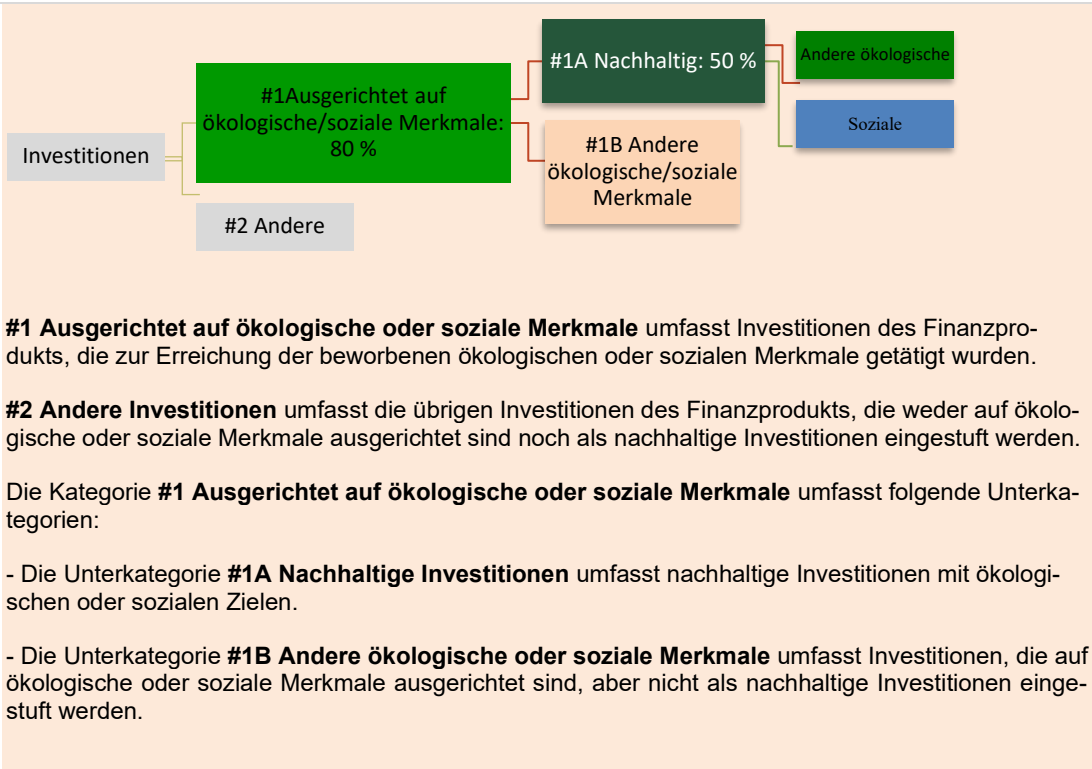 Investitionen
#1Ausgerichtet auf
ökologische/soziale Merkmale:
80 %
#2 Andere
#1A Nachhaltig: 50 %
#1B Andere
ökologische/soziale
Merkmale
Andere ökologische
Soziale
#1 Ausgerichtet auf ökologische oder soziale Merkmale umfasst Investitionen des Finanzpro-
dukts, die zur Erreichung der beworbenen ökologischen oder sozialen Merkmale getätigt wurden.
#2 Andere Investitionen umfasst die übrigen Investitionen des Finanzprodukts, die weder auf ökolo-
gische oder soziale Merkmale ausgerichtet sind noch als nachhaltige Investitionen eingestuft werden.
Die Kategorie #1 Ausgerichtet auf ökologische oder soziale Merkmale umfasst folgende Unterka-
tegorien:
- Die Unterkategorie #1A Nachhaltige Investitionen umfasst nachhaltige Investitionen mit ökologi-
schen oder sozialen Zielen.
- Die Unterkategorie #1B Andere ökologische oder soziale Merkmale umfasst Investitionen, die auf
ökologische oder soziale Merkmale ausgerichtet sind, aber nicht als nachhaltige Investitionen einge-
stuft werden.